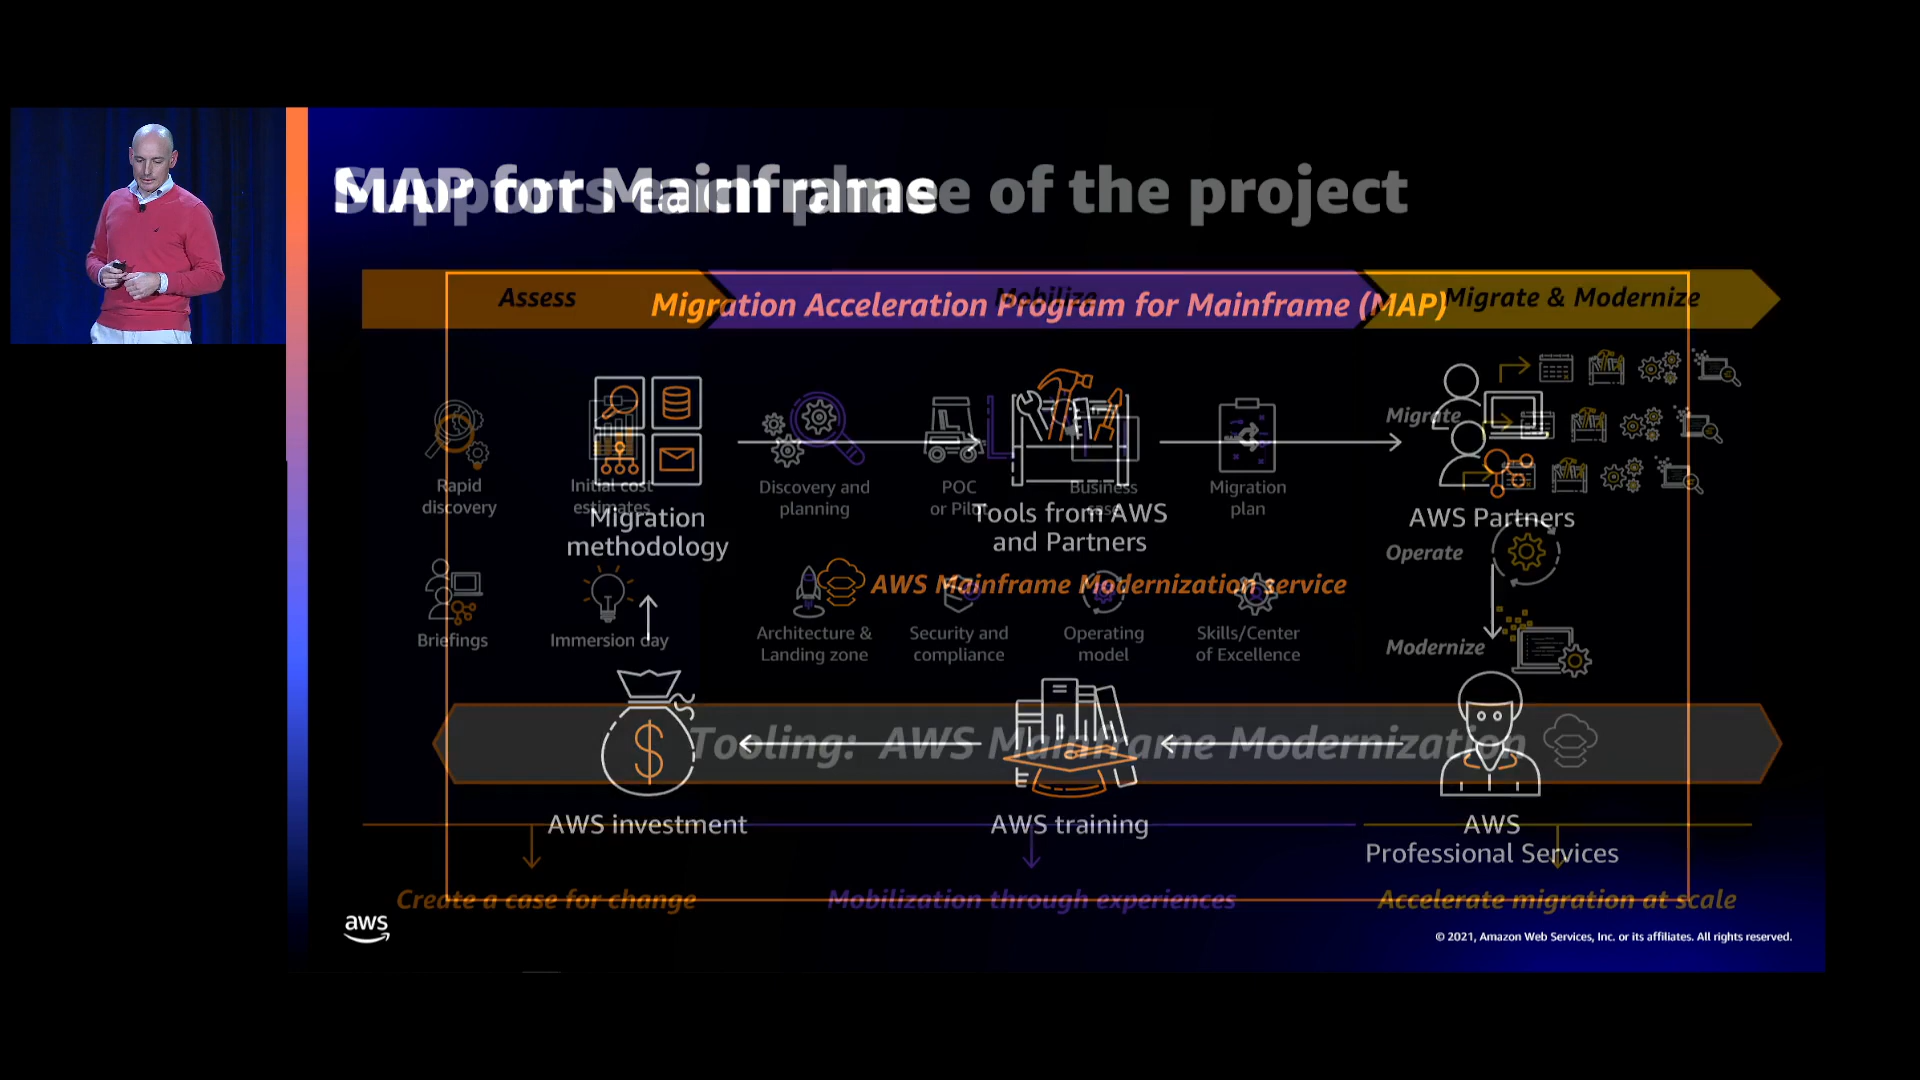 MAP for Mainframe
Supports each phase of the project
Assess
Mobilize
Migrate & Modernize
Migration Acceleration Program for Mainframe (MAP)
Migrate
Rapid
discovery
Initial cost
estimates
Discovery and
planning
POC
or Pilot
Business
case
Migration
plan
Migration
methodology
Tools from AWS
and Partners
AWS Partners
Operate
AWS Mainframe Modernization service
Briefings
Immersion day
Architecture &
Landing zone
Security and
compliance
Operating
model
Skills/Center
of Excellence
Modernize
Tooling: AWS Mainframe Modernization
AWS investment
AWS training
AWS
Professional Services
Create a case for change
Mobilization through experiences
Accelerate migration at scale
aws
© 2021, Amazon Web Services, Inc. or its affiliates. All rights reserved.